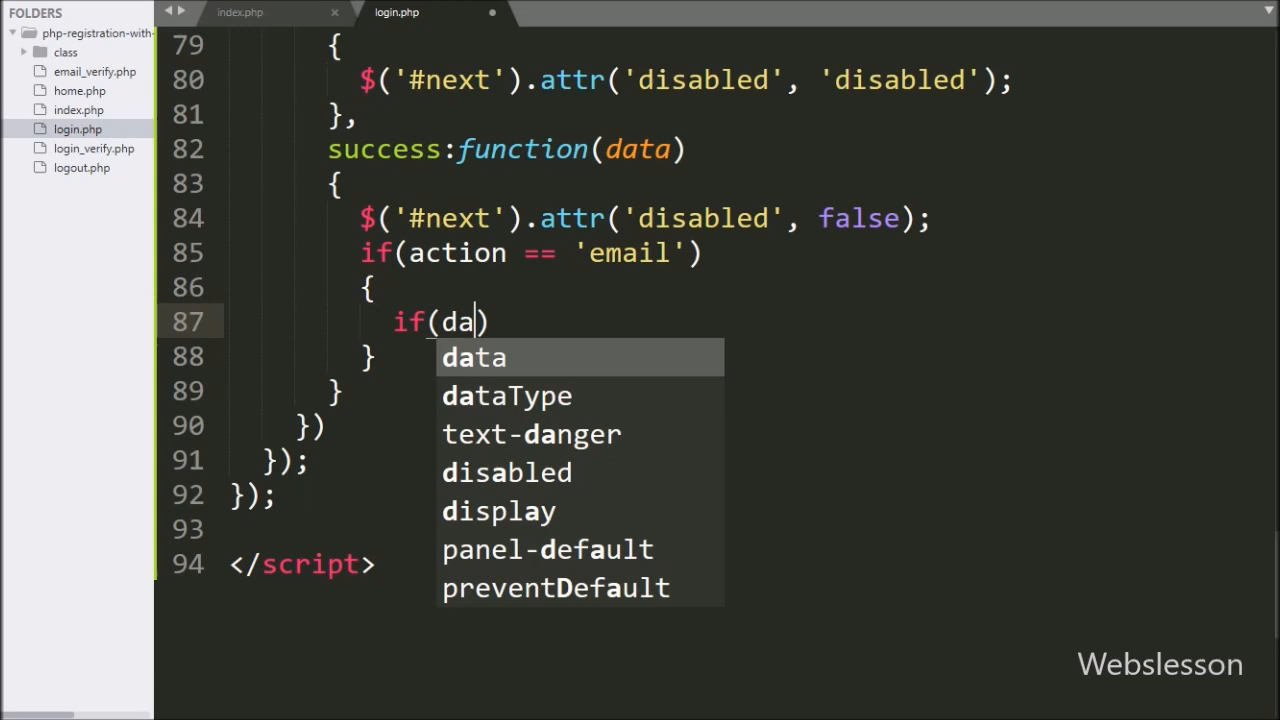 FOLDERS
php-registration-with-
class
email_verify.php
home.php
index.php
login.php
login_verify.php
logout.php
index.php ×
login.php
79 {
80 $('#next').attr('disabled', 'disabled');
81 },
82 success:function(data)
83 {
84 $('#next').attr('disabled', false);
85 if(action == 'email')
86 {
87 if(da)
88 }
89 }
90 })
91 });
92 });
93
94 </script>
data
dataType
text-danger
disabled
display
panel-default
preventDefault
Webslesson